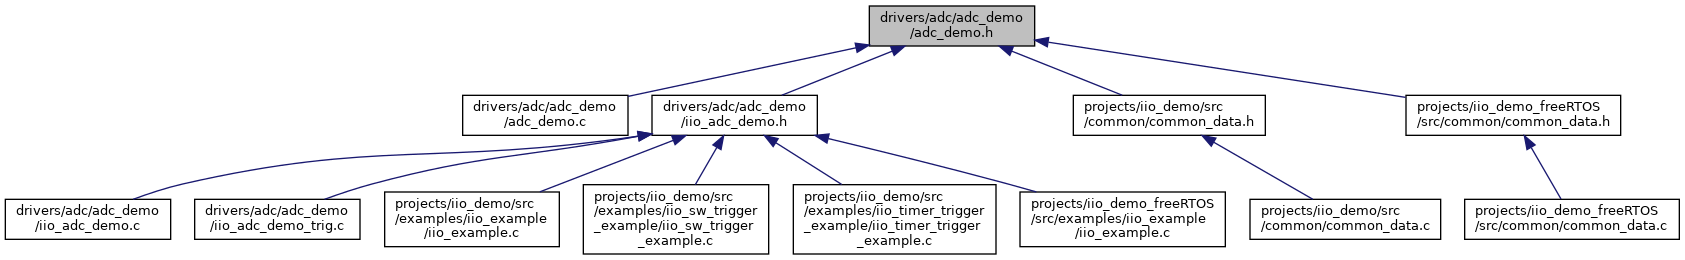 drivers/adc/adc_demo
/adc_demo.h
drivers/adc/adc_demo
/adc_demo.c
drivers/adc/adc_demo
/iio_adc_demo.h
projects/iio_demo/src
/common/common_data.h
projects/iio_demo_freeRTOS
/src/common/common_data.h
drivers/adc/adc_demo
/iio_adc_demo.c
drivers/adc/adc_demo
/iio_adc_demo_trig.c
projects/iio_demo/src
/examples/iio_example
/iio_example.c
projects/iio_demo/src
/examples/iio_sw_trigger
_example/iio_sw_trigger
_example.c
projects/iio_demo/src
/examples/iio_timer_trigger
_example/iio_timer_trigger
_example.c
projects/iio_demo_freeRTOS
/src/examples/iio_example
/iio_example.c
projects/iio_demo/src
/common/common_data.c
projects/iio_demo_freeRTOS
/src/common/common_data.c